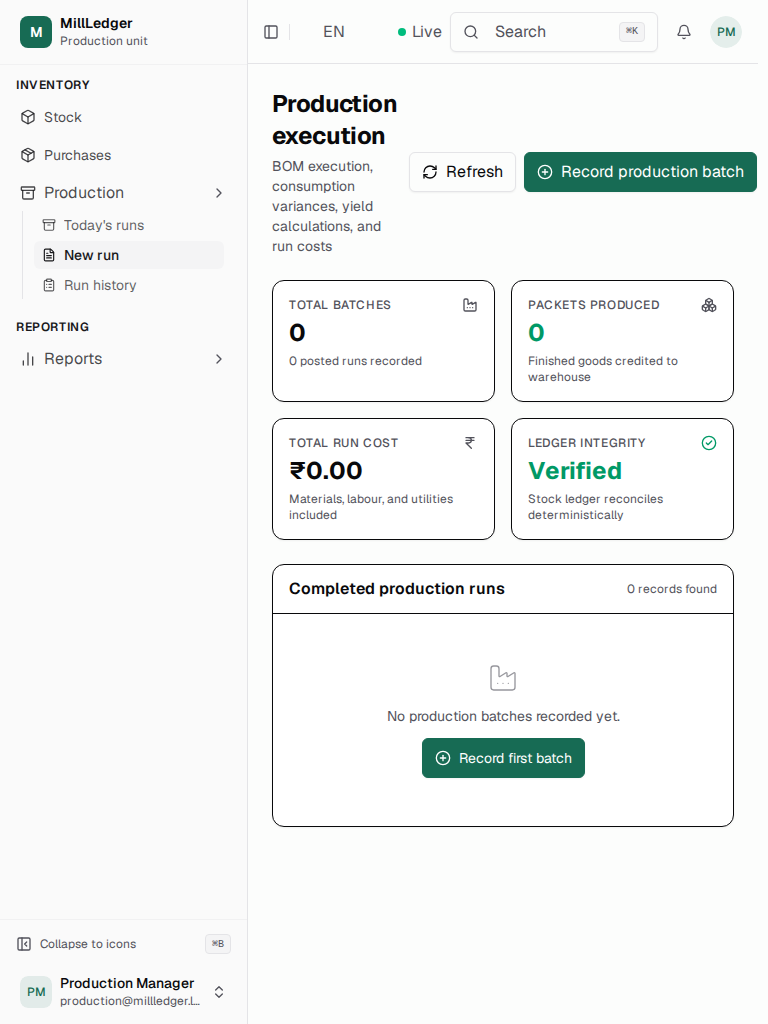 M
MillLedger
Production unit
INVENTORY
Stock
Purchases
Production
Today's runs
New run
Run history
REPORTING
Reports
Collapse to icons
⌘B
PM
Production Manager
production@millledger.l...
EN
Live
Search
⌘K
PM
Production
execution
BOM execution,
consumption
variances, yield
calculations, and
run costs
Refresh
Record production batch
TOTAL BATCHES
0
0 posted runs recorded
PACKETS PRODUCED
0
Finished goods credited to
warehouse
TOTAL RUN COST
₹
₹0.00
Materials, labour, and utilities
included
LEDGER INTEGRITY
Verified
Stock ledger reconciles
deterministically
Completed production runs
0 records found
No production batches recorded yet.
Record first batch